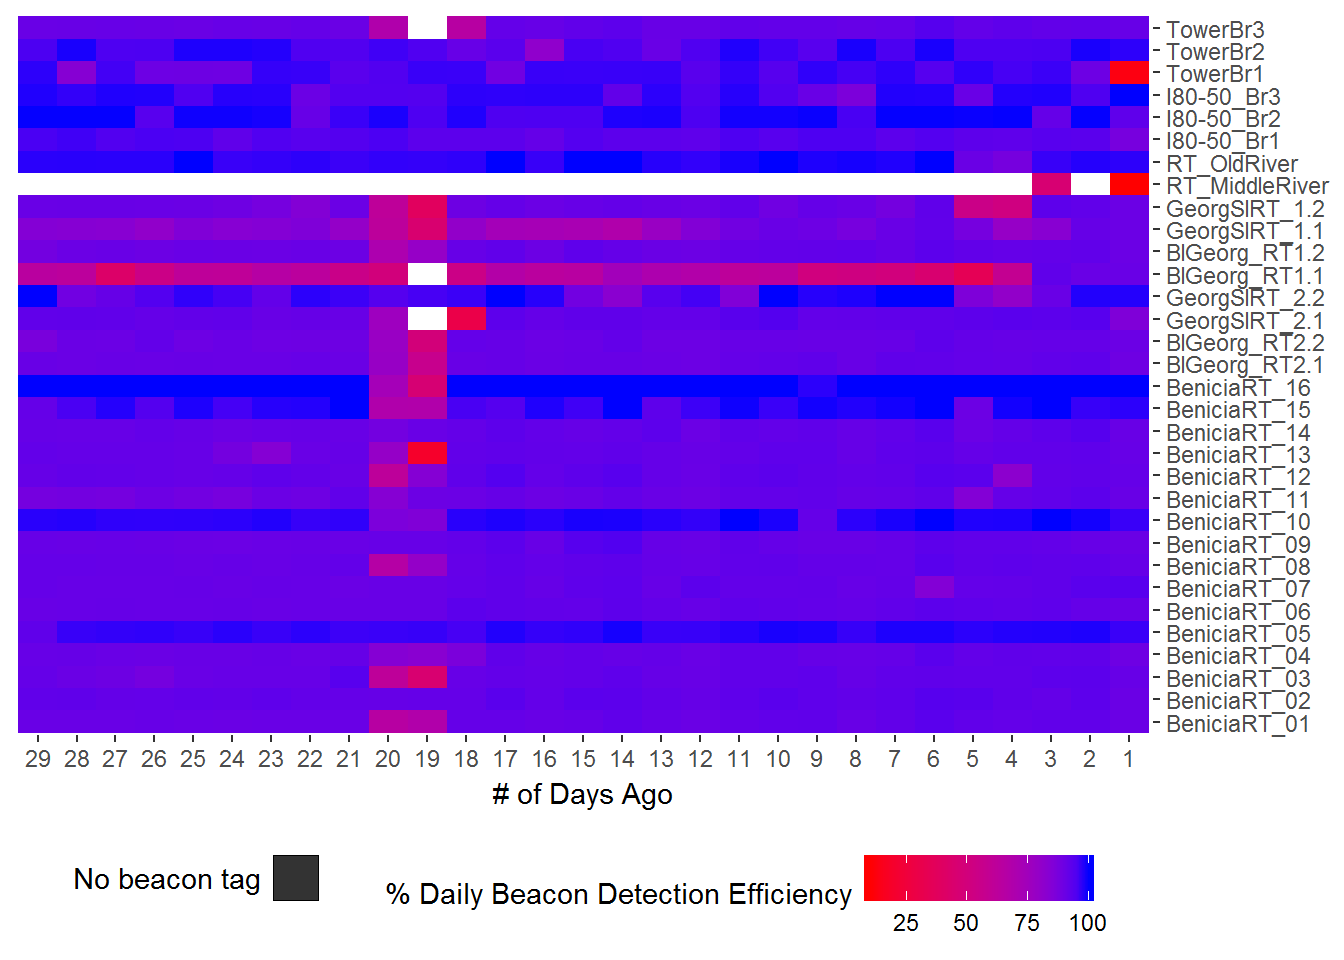 TowerBr3
TowerBr2
TowerBr1
I80-50_Br3
I80-50_Br2
I80-50_Br1
RT_OldRiver
RT_MiddleRiver
GeorgSlRT_1.2
GeorgSlRT_1.1
BlGeorg_RT1.2
BlGeorg_RT1.1
GeorgSlRT_2.2
GeorgSlRT_2.1
BlGeorg_RT2.2
BlGeorg_RT2.1
BeniciaRT_16
BeniciaRT_15
BeniciaRT_14
BeniciaRT_13
BeniciaRT_12
BeniciaRT_11
BeniciaRT_10
BeniciaRT_09
BeniciaRT_08
BeniciaRT_07
BeniciaRT_06
BeniciaRT_05
BeniciaRT_04
BeniciaRT_03
BeniciaRT_02
BeniciaRT_01
29 28 27 26 25 24 23 22 21 20 19 18 17 16 15 14 13 12 11 10 9 8 7 6 5 4 3 2 1
# of Days Ago
No beacon tag
% Daily Beacon Detection Efficiency
25 50 75 100